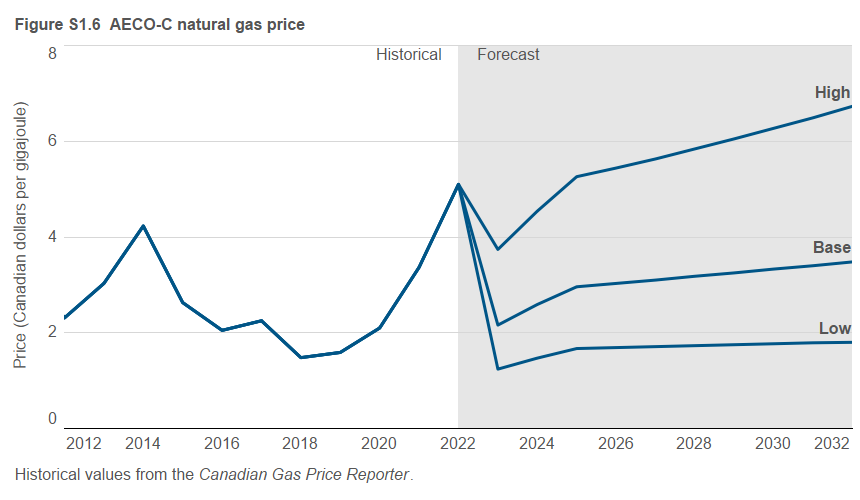 Figure S1.6 AECO-C natural gas price
8
Historical
Forecast
High
6
Price (Canadian dollars per gigajoule)
4
Base
2
Low
0
2012 2014 2016 2018 2020 2022 2024 2026 2028 2030 2032
Historical values from the Canadian Gas Price Reporter.